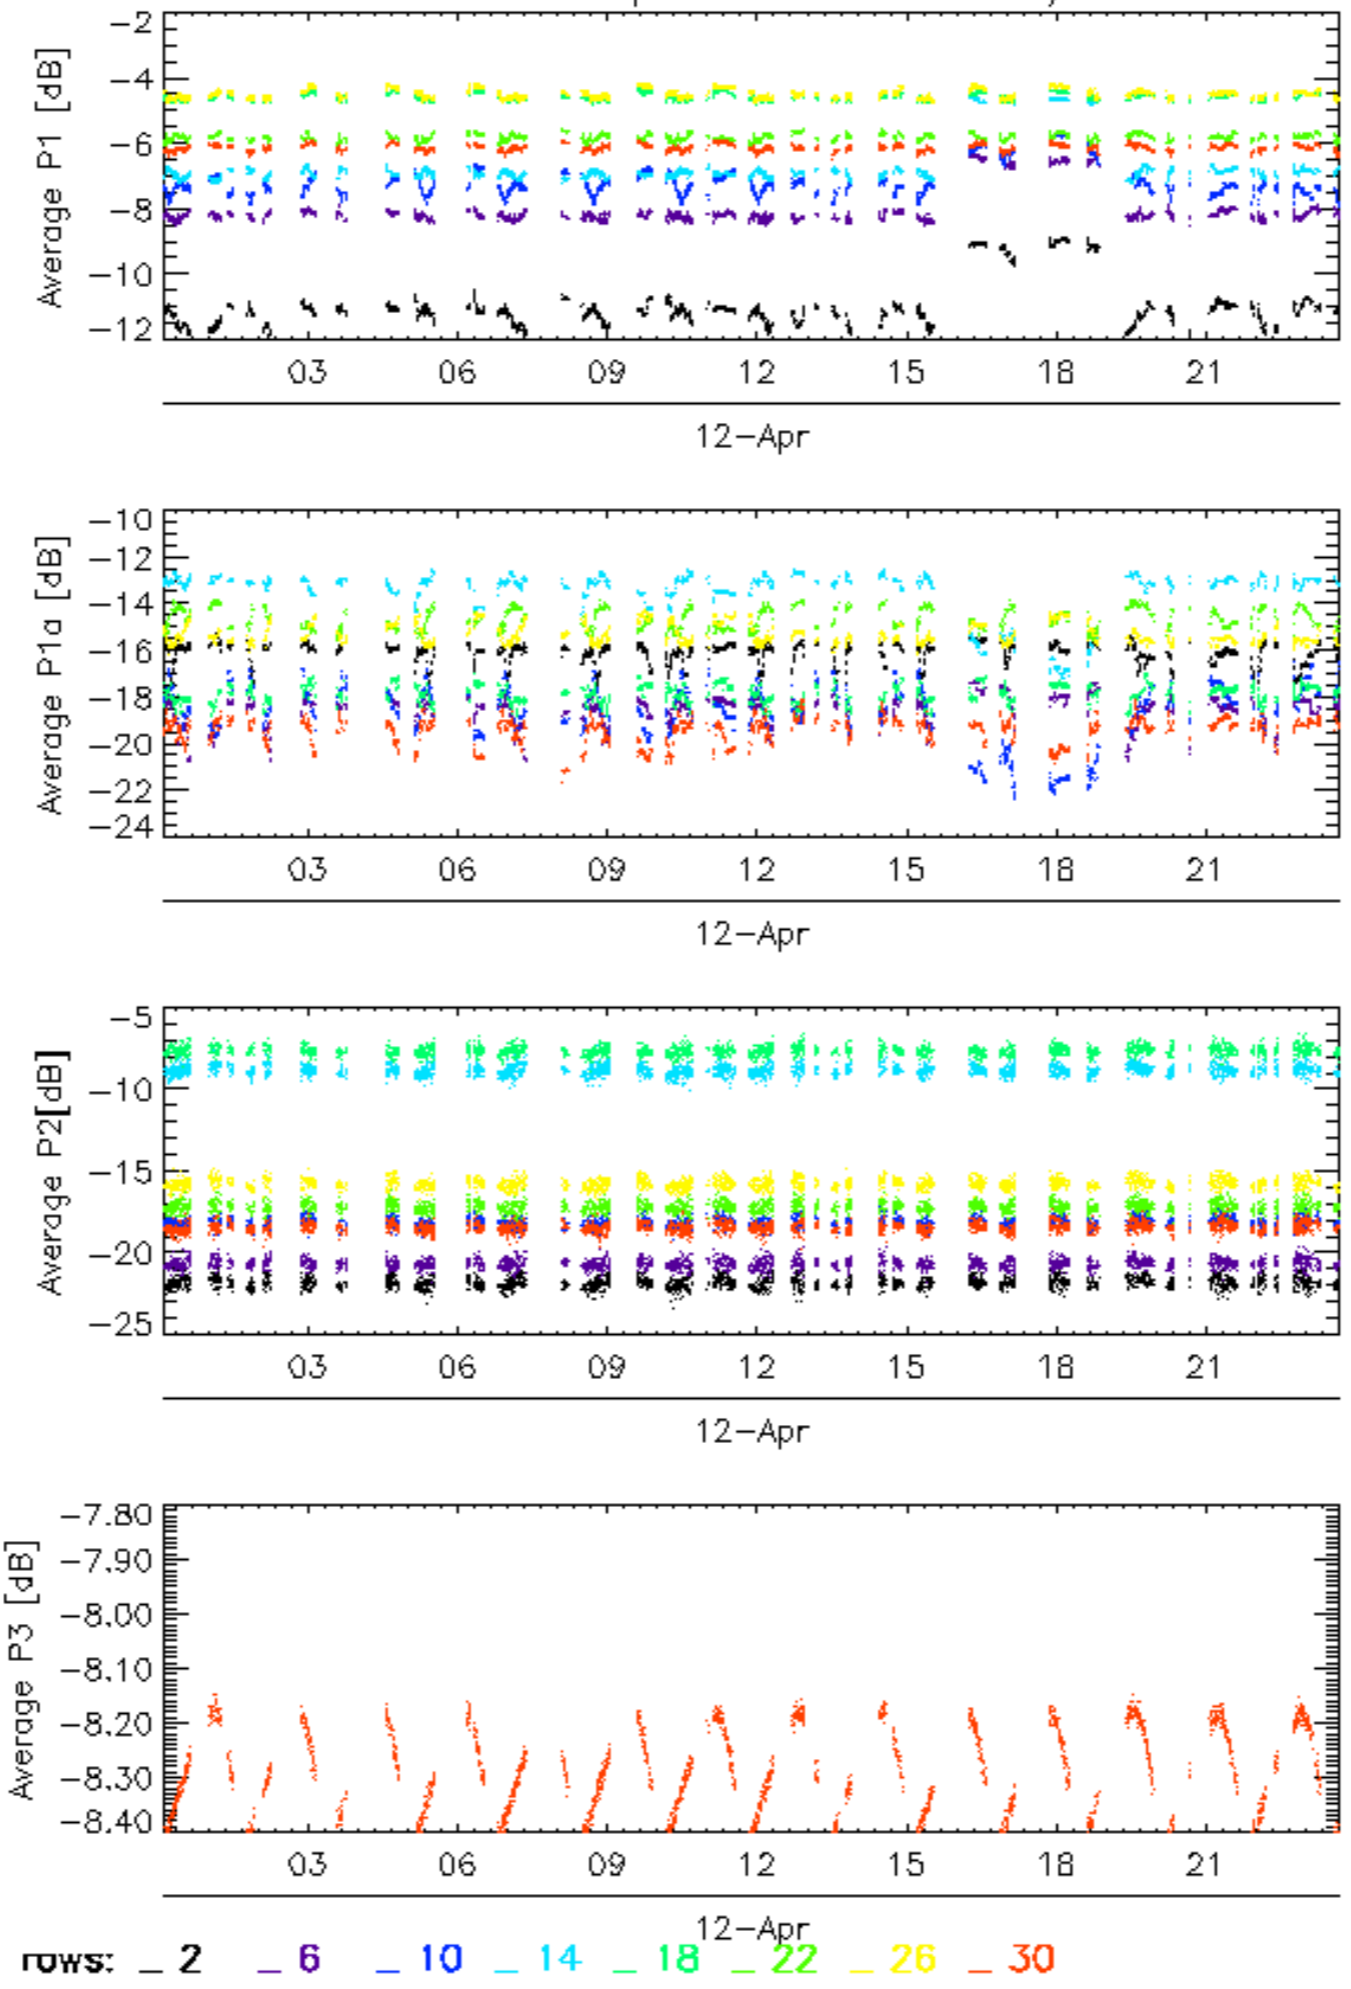 -2
-4
-6
-8
-10
-12
Average P1 [dB]
03 06 09 12 15 18 21
12-Apr
-10
-12
-14
-16
-18
-20
-22
-24
Average P1a [dB]
03 06 09 12 15 18 21
12-Apr
-5
-10
-15
-20
-25
Average P2[dB]
03 06 09 12 15 18 21
12-Apr
-7.80
-7.90
-8.00
-8.10
-8.20
-8.30
-8.40
Average P3 [dB]
03 06 09 12 15 18 21
12-Apr
rows: _ 2 _ 6 _ 10 _ 14 _ 18 _ 22 _ 26 _ 30